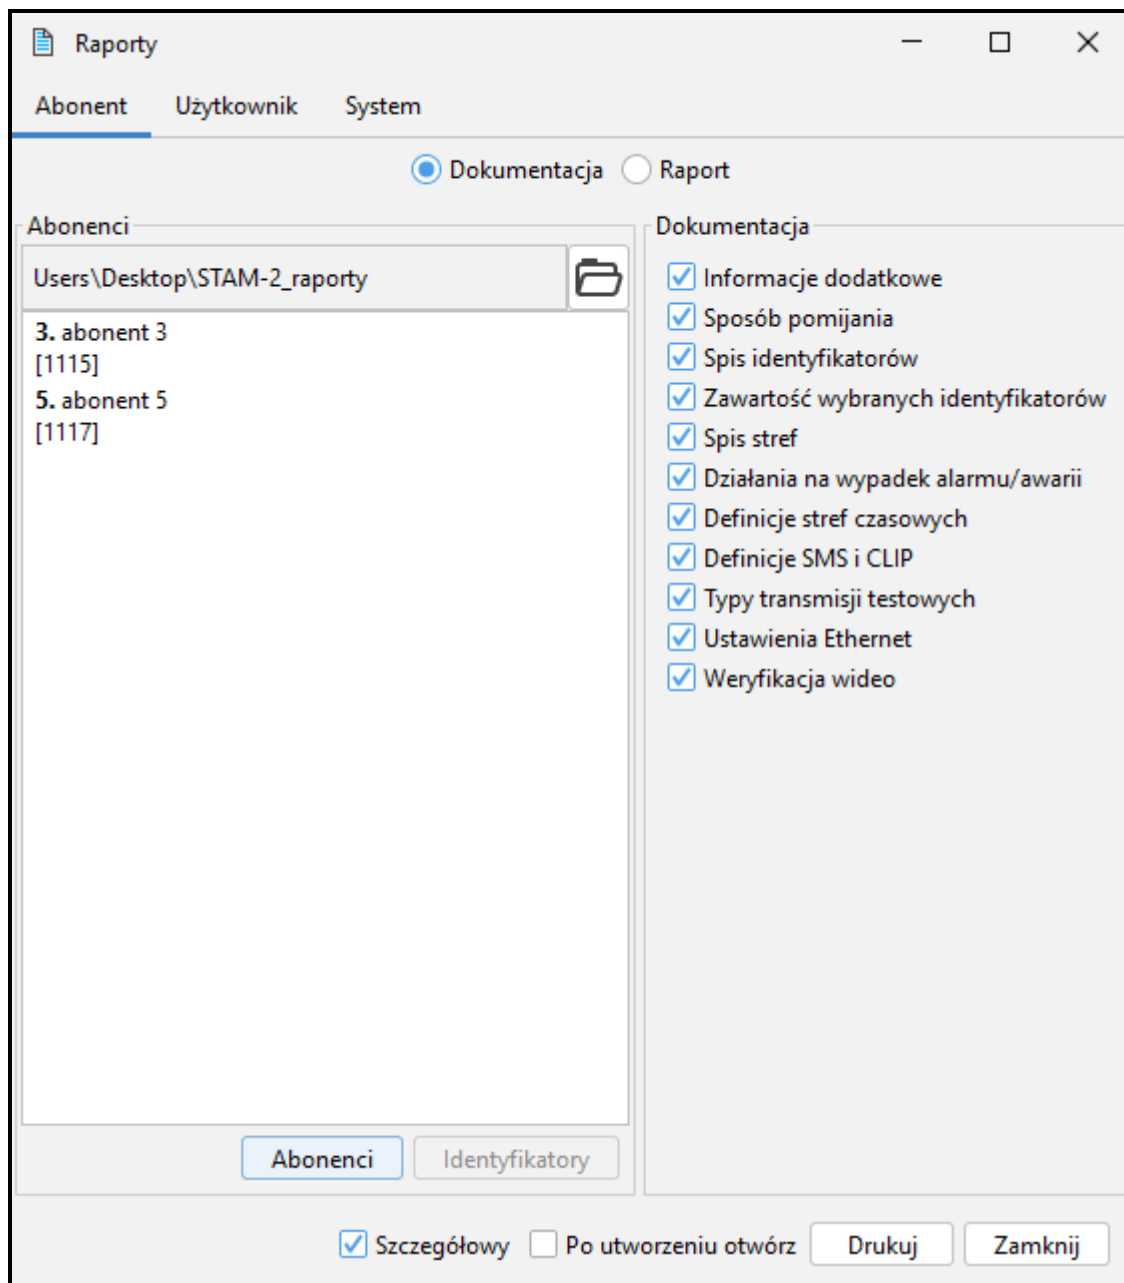 Raporty
Abonent Użytkownik System
Dokumentacja Raport
Abonenci
Users\Desktop\STAM-2_raporty
3. abonent 3
[1115]
5. abonent 5
[1117]
Abonenci Identyfikatory
Dokumentacja
Informacje dodatkowe
Sposób pomijania
Spis identyfikatorów
Zawartość wybranych identyfikatorów
Spis stref
Działania na wypadek alarmu/awarii
Definicje stref czasowych
Definicje SMS i CLIP
Typy transmisji testowych
Ustawienia Ethernet
Weryfikacja wideo
Szczegółowy Po utworzeniu otwórz Drukuj Zamknij